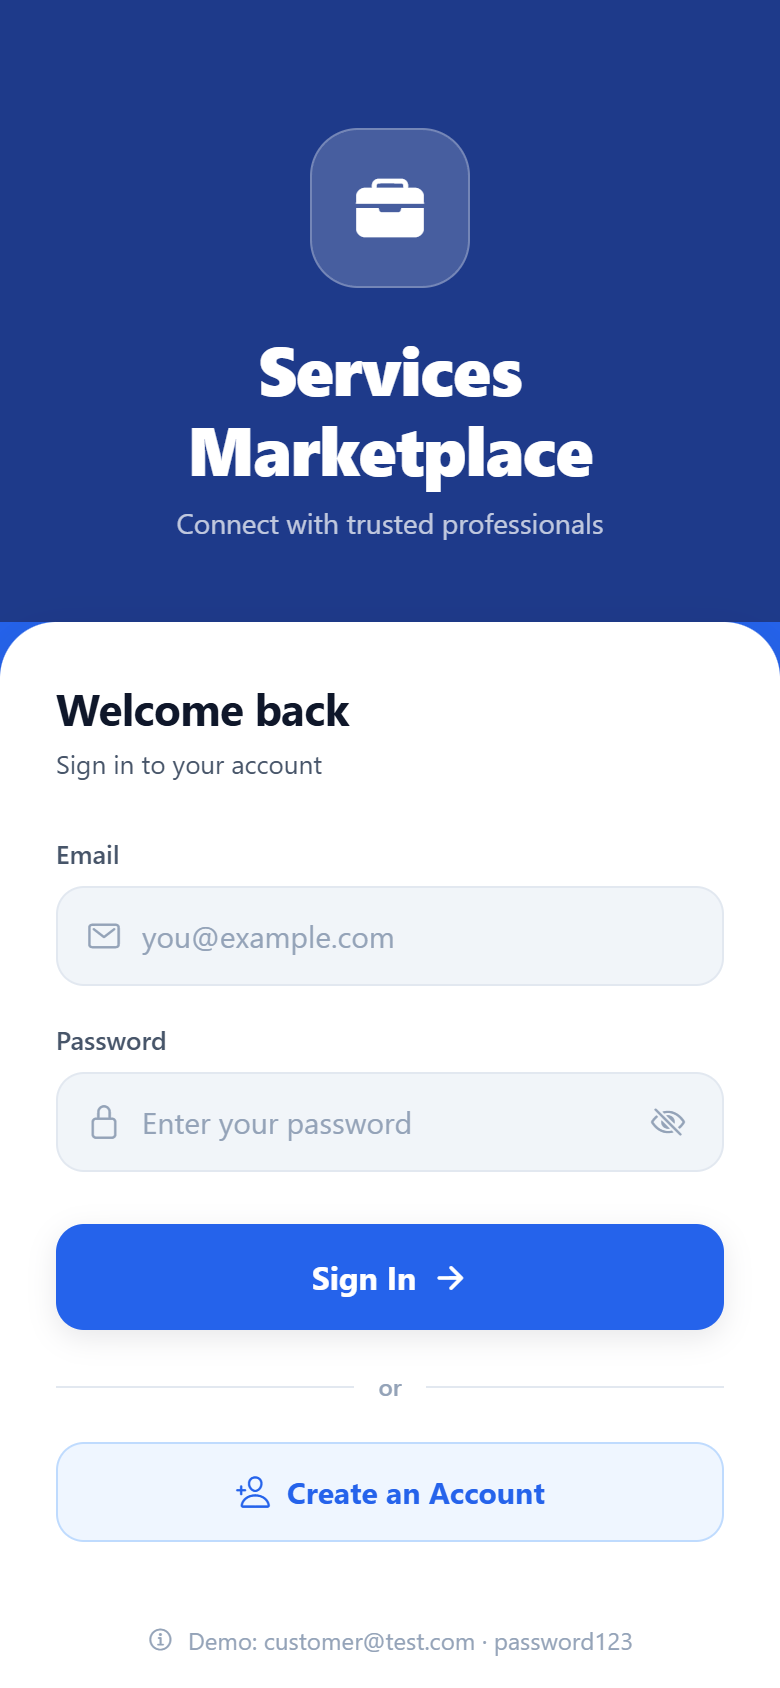 Services
Marketplace
Connect with trusted professionals
Welcome back
Sign in to your account
Email
you@example.com
Password
Enter your password
Sign In →
or
Create an Account
Demo: customer@test.com · password123